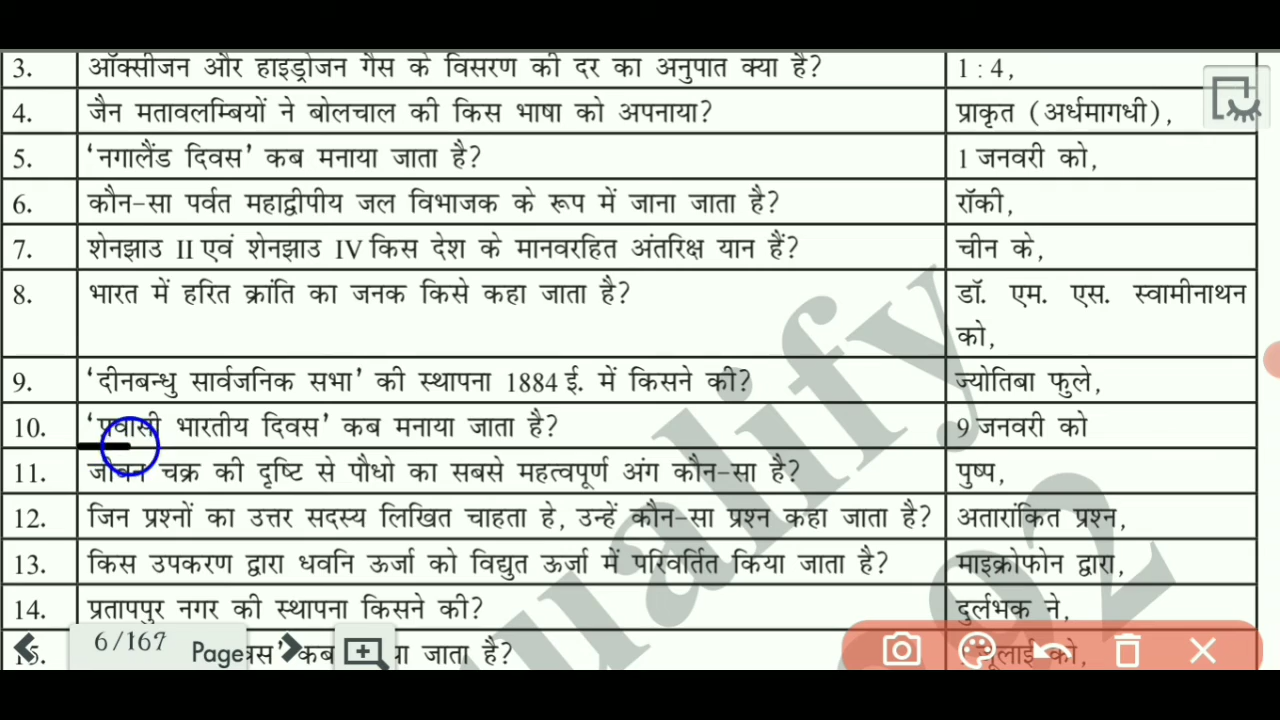 3. ऑक्सीजन और हाइड्रोजन गैस के विसरण की दर का अनुपात क्या है? 1 : 4,
4. जैन मतावलम्बियों ने बोलचाल की किस भाषा को अपनाया? प्राकृत (अर्धमागधी),
5. 'नगालैंड दिवस' कब मनाया जाता है? 1 जनवरी को,
6. कौन-सा पर्वत महाद्वीपीय जल विभाजक के रूप में जाना जाता है? रॉकी,
7. शेनझाउ II एवं शेनझाउ IV किस देश के मानवरहित अंतरिक्ष यान हैं? चीन के,
8. भारत में हरित क्रांति का जनक किसे कहा जाता है? डॉ. एम. एस. स्वामीनाथन
को,
9. 'दीनबन्धु सार्वजनिक सभा' की स्थापना 1884 ई. में किसने की? ज्योतिबा फुले,
10. 'प्रवासी भारतीय दिवस' कब मनाया जाता है? 9 जनवरी को
11. जीवन चक्र की दृष्टि से पौधो का सबसे महत्वपूर्ण अंग कौन-सा है? पुष्प,
12. जिन प्रश्नों का उत्तर सदस्य लिखित चाहता हे, उन्हें कौन-सा प्रश्न कहा जाता है? अतारांकित प्रश्न,
13. किस उपकरण द्वारा धवनि ऊर्जा को विद्युत ऊर्जा में परिवर्तित किया जाता है? माइक्रोफोन द्वारा,
14. प्रतापपुर नगर की स्थापना किसने की? दुर्लभक ने,
15. कब जाता है? जूलाई को,
6/167 Page
ualify
92